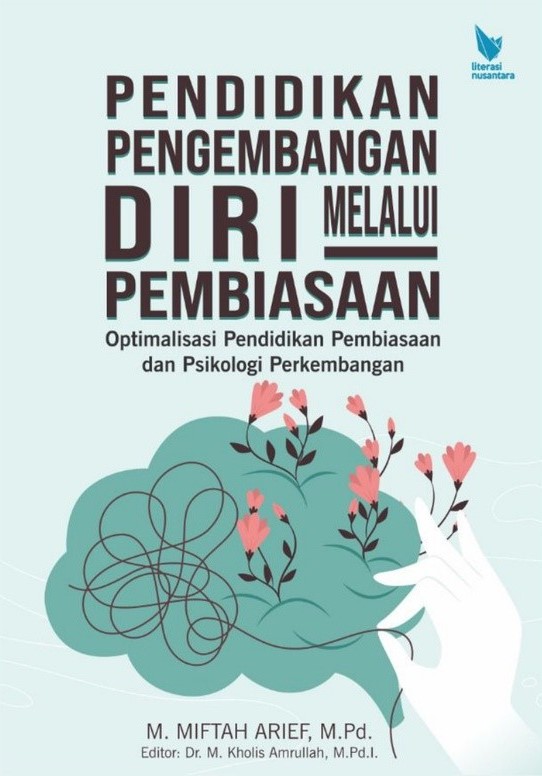 literasi
nusantara
PENDIDIKAN
PENGEMBANGAN
DIRI MELALUI
PEMBIASAAN
Optimalisasi Pendidikan Pembiasaan
dan Psikologi Perkembangan
M. MIFTAH ARIEF, M.Pd.
Editor: Dr. M. Kholis Amrullah, M.Pd.I.